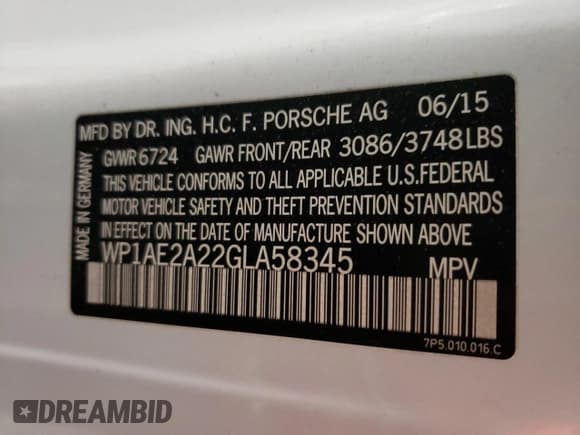 MFD BY DR. ING. H.C. F. PORSCHE AG 06/15
GVWR 6724 GAWR FRONT/REAR 3086/3748LBS
THIS VEHICLE CONFORMS TO ALL APPLICABLE U.S.FEDERAL
MOTOR VEHICLE SAFETY AND THEFT PREVENTION STANDARDS
IN EFFECT ON THE DATE OF MANUFACTURE SHOWN ABOVE
WP1AE2A22GLA58345 MPV
MADE IN GERMANY
7P5.010.016.C
DREAMBID